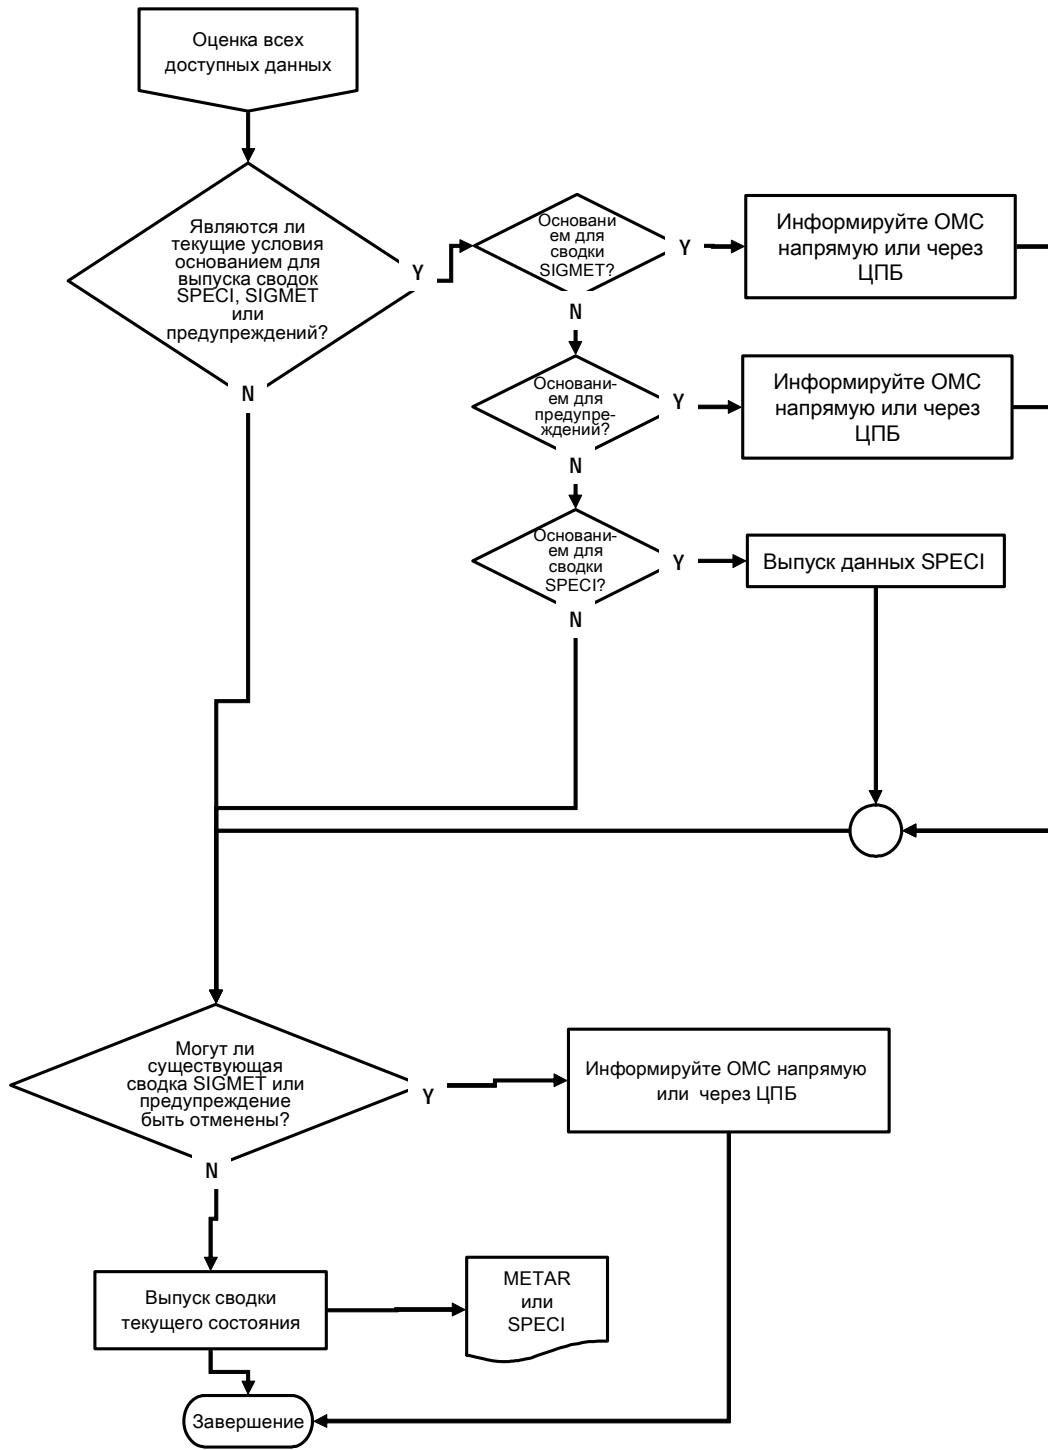 Оценка всех
доступных данных
Являются ли
текущие условия
основанием для
выпуска сводок
SPECI, SIGMET
или
предупреждений?
Y
N
Основани
ем для
сводки
SIGMET?
Y
N
Информируйте ОМС
напрямую или через
ЦПБ
Основани-
ем для
предупре-
ждений?
Y
N
Информируйте ОМС
напрямую или через
ЦПБ
Основани-
ем для
сводки
SPECI?
Y
N
Выпуск данных SPECI
Могут ли
существующая
сводка SIGMET или
предупреждение
быть отменены?
Y
N
Информируйте ОМС напрямую
или через ЦПБ
Выпуск сводки
текущего состояния
METAR
или
SPECI
Завершение